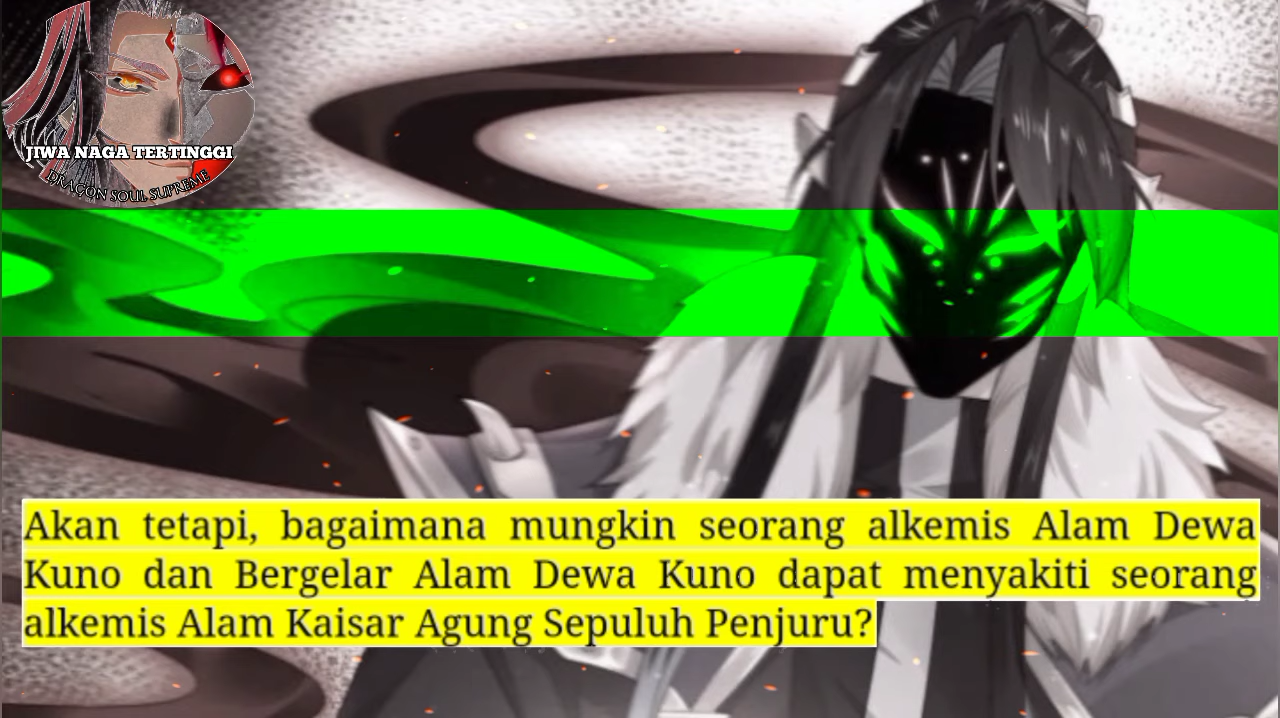 JIWA NAGA TERTINGGI
DRAGON SOUL SUPREME
Akan tetapi, bagaimana mungkin seorang alkemis Alam Dewa
Kuno dan Bergelar Alam Dewa Kuno dapat menyakiti seorang
alkemis Alam Kaisar Agung Sepuluh Penjuru?